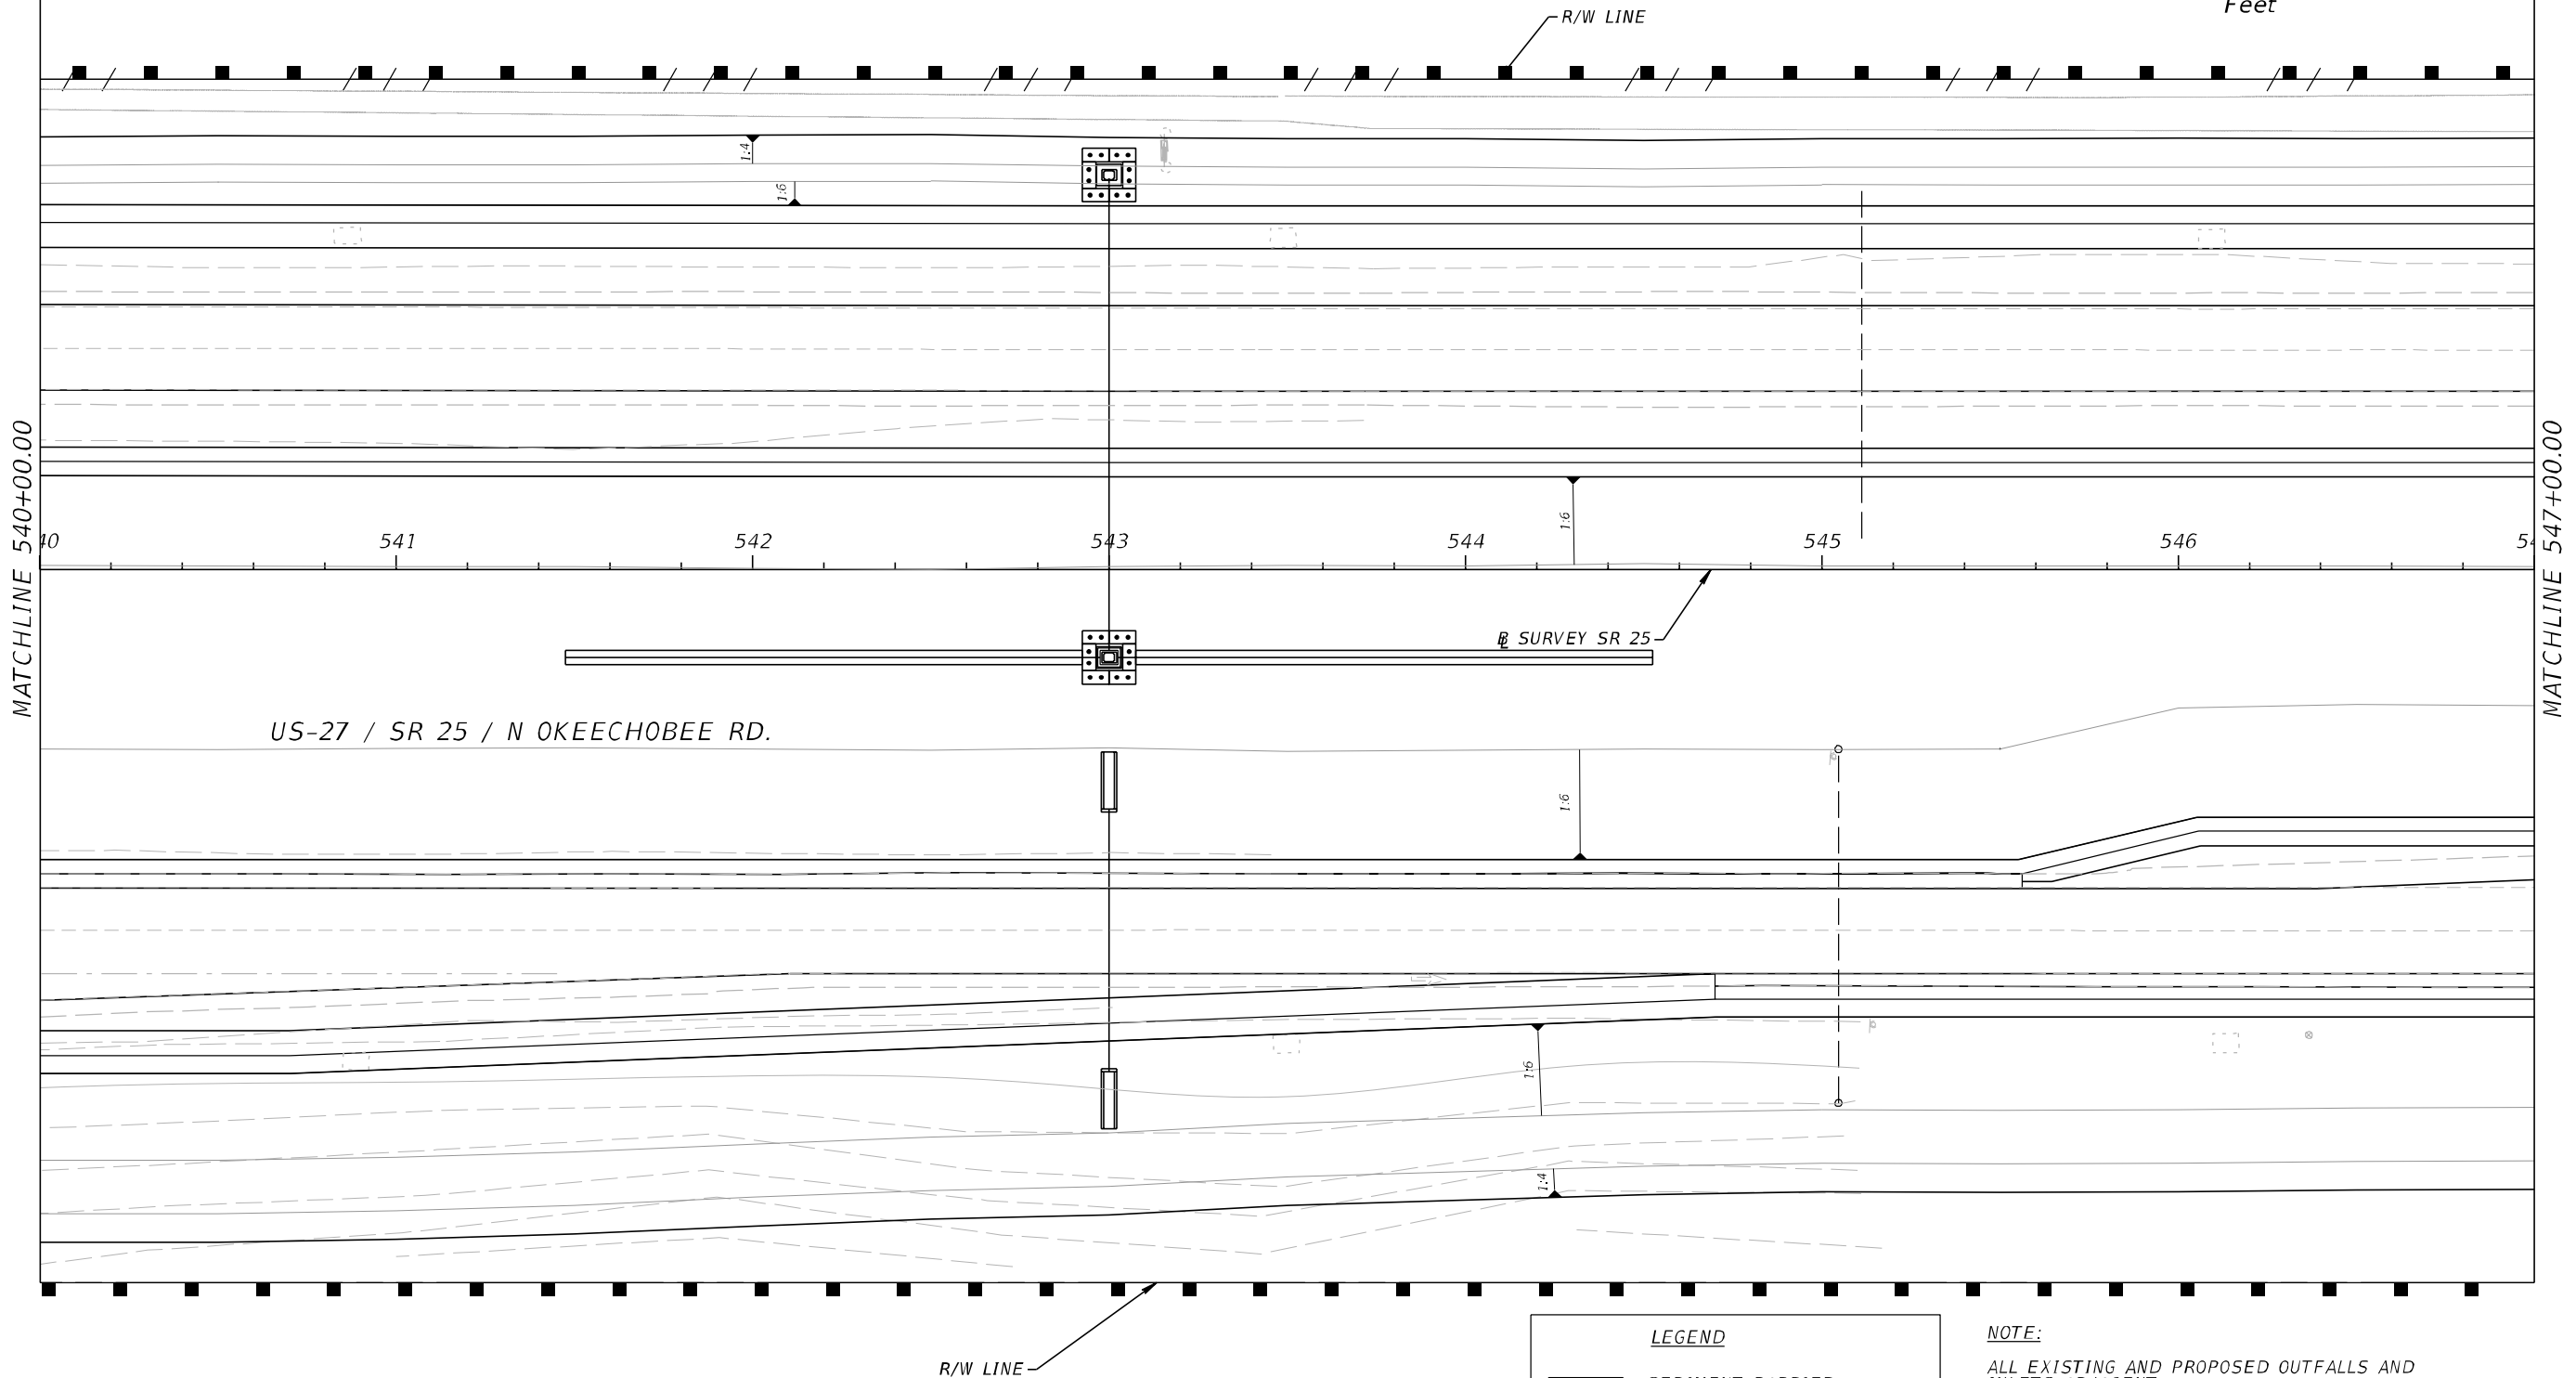 Feet
R/W LINE
1:4
1:6
MATCHLINE 540+00.00
MATCHLINE 547+00.00
1:6
541
542
543
544
545
546
SURVEY SR 25
US-27 / SR 25 / N OKEECHOBEE RD.
1:6
1:6
1:4
R/W LINE
LEGEND
NOTE:
ALL EXISTING AND PROPOSED OUTFALLS AND